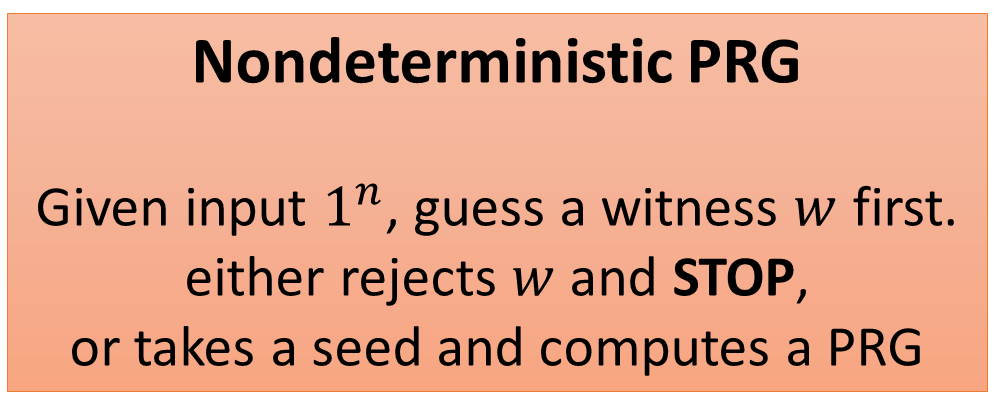 Nondeterministic PRG
Given input $1^n$, guess a witness $w$ first.
either rejects $w$ and STOP,
or takes a seed and computes a PRG